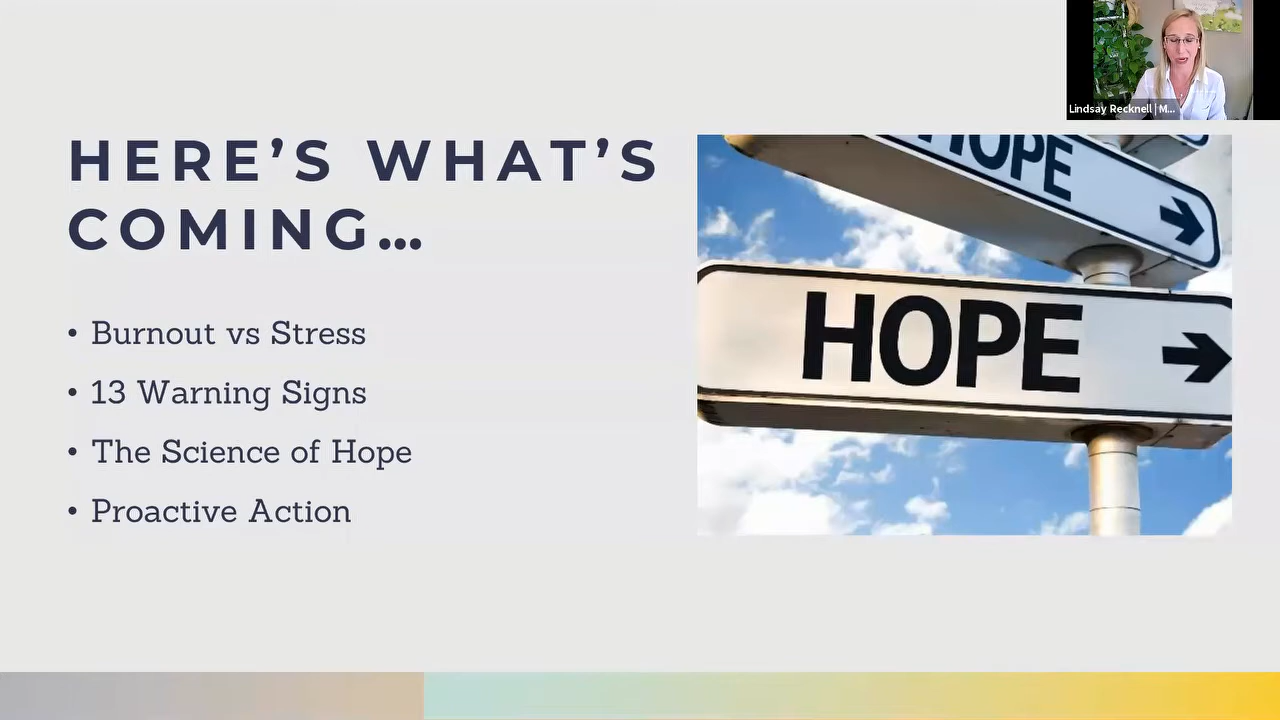 Lindsay Recknell | M...
HERE’S WHAT’S
COMING…
• Burnout vs Stress
• 13 Warning Signs
• The Science of Hope
• Proactive Action
HOPE
HOPE